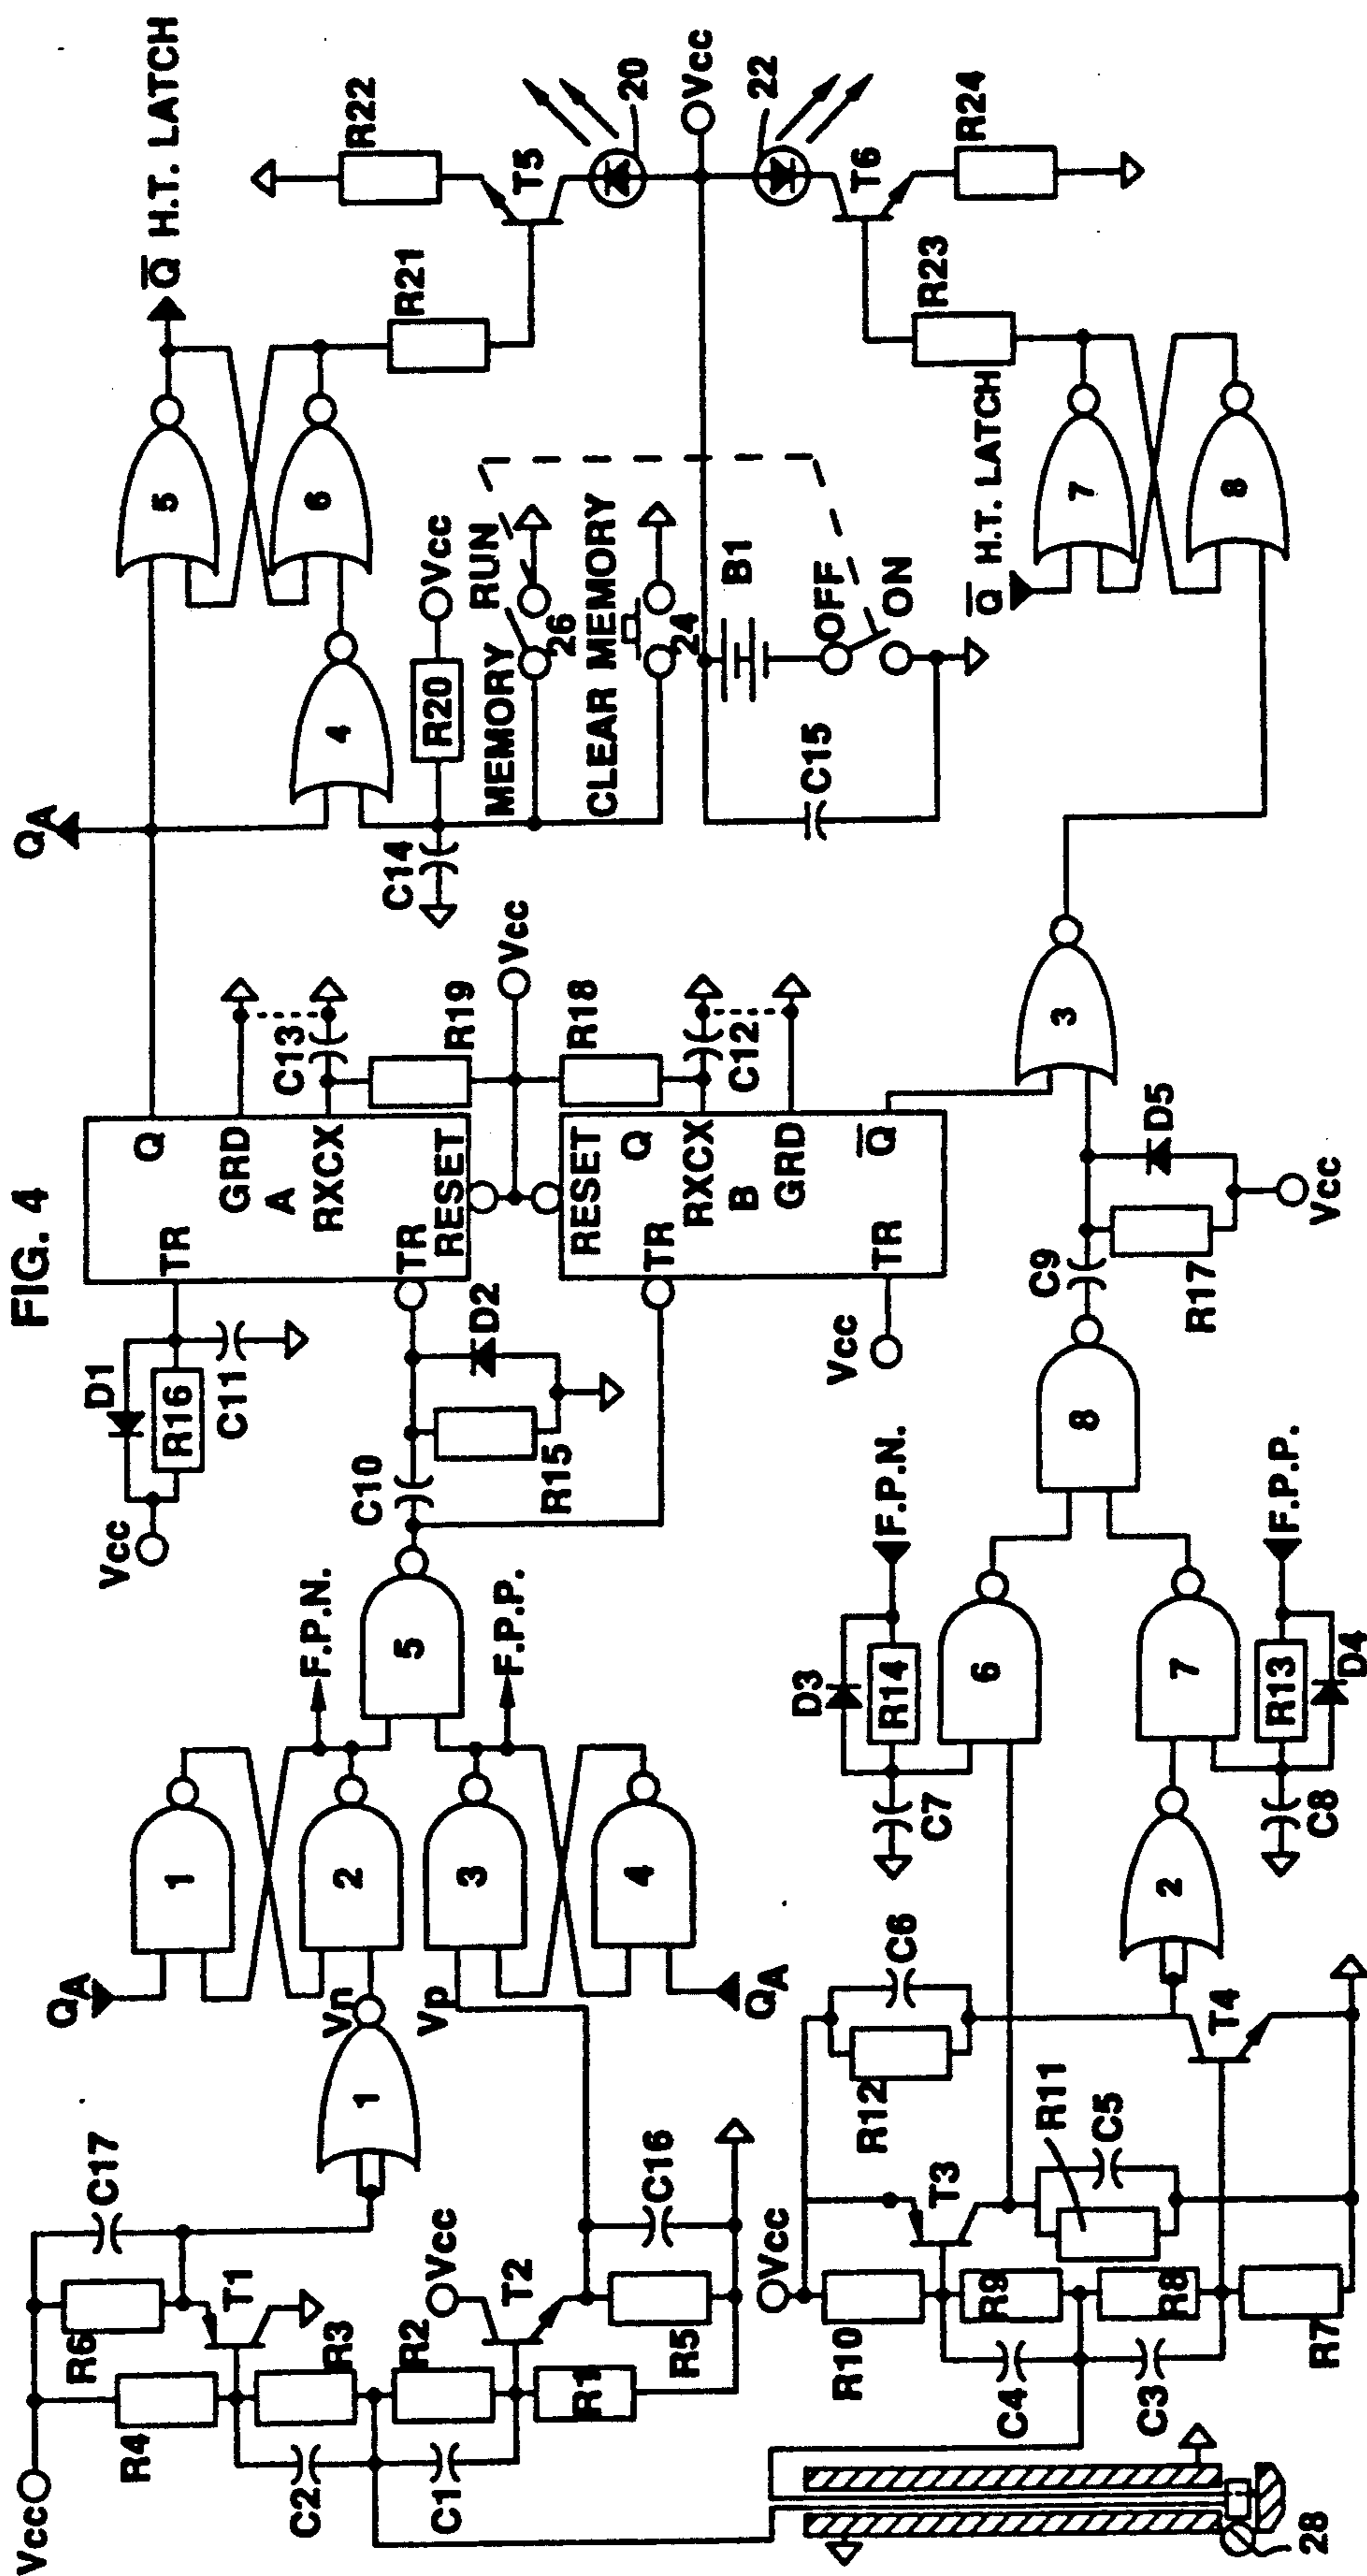 FIG. 4
Vcc
R4
R6
C17
C2
T1
R3
C1
R2
Vcc
T2
R1
R5
C16
1
Vn
Vp
QA
1
2
3
4
QA
F.P.N.
5
F.P.P.
Vcc
D1
R16
C11
C10
R15
D2
TR
Q
GRD
A
RXCX
TR
RESET
C13
R19
Vcc
R18
RESET
Q
TR
RXCX
B
GRD
TR
Q̅
C12
Vcc
QA
C14
4
R20
Vcc
MEMORY
RUN
26
CLEAR MEMORY
24
5
6
Q̅ H.T. LATCH
R21
R22
T5
20
Vcc
22
T6
R24
R23
C15
B1
OFF
ON
Q̅ H.T. LATCH
7
8
28
Vcc
R10
C4
R9
C3
R8
R7
T3
R11
C5
R12
C6
T4
2
C7
D3
R14
F.P.N.
6
7
C8
R13
D4
F.P.P.
8
C9
R17
D5
Vcc
3